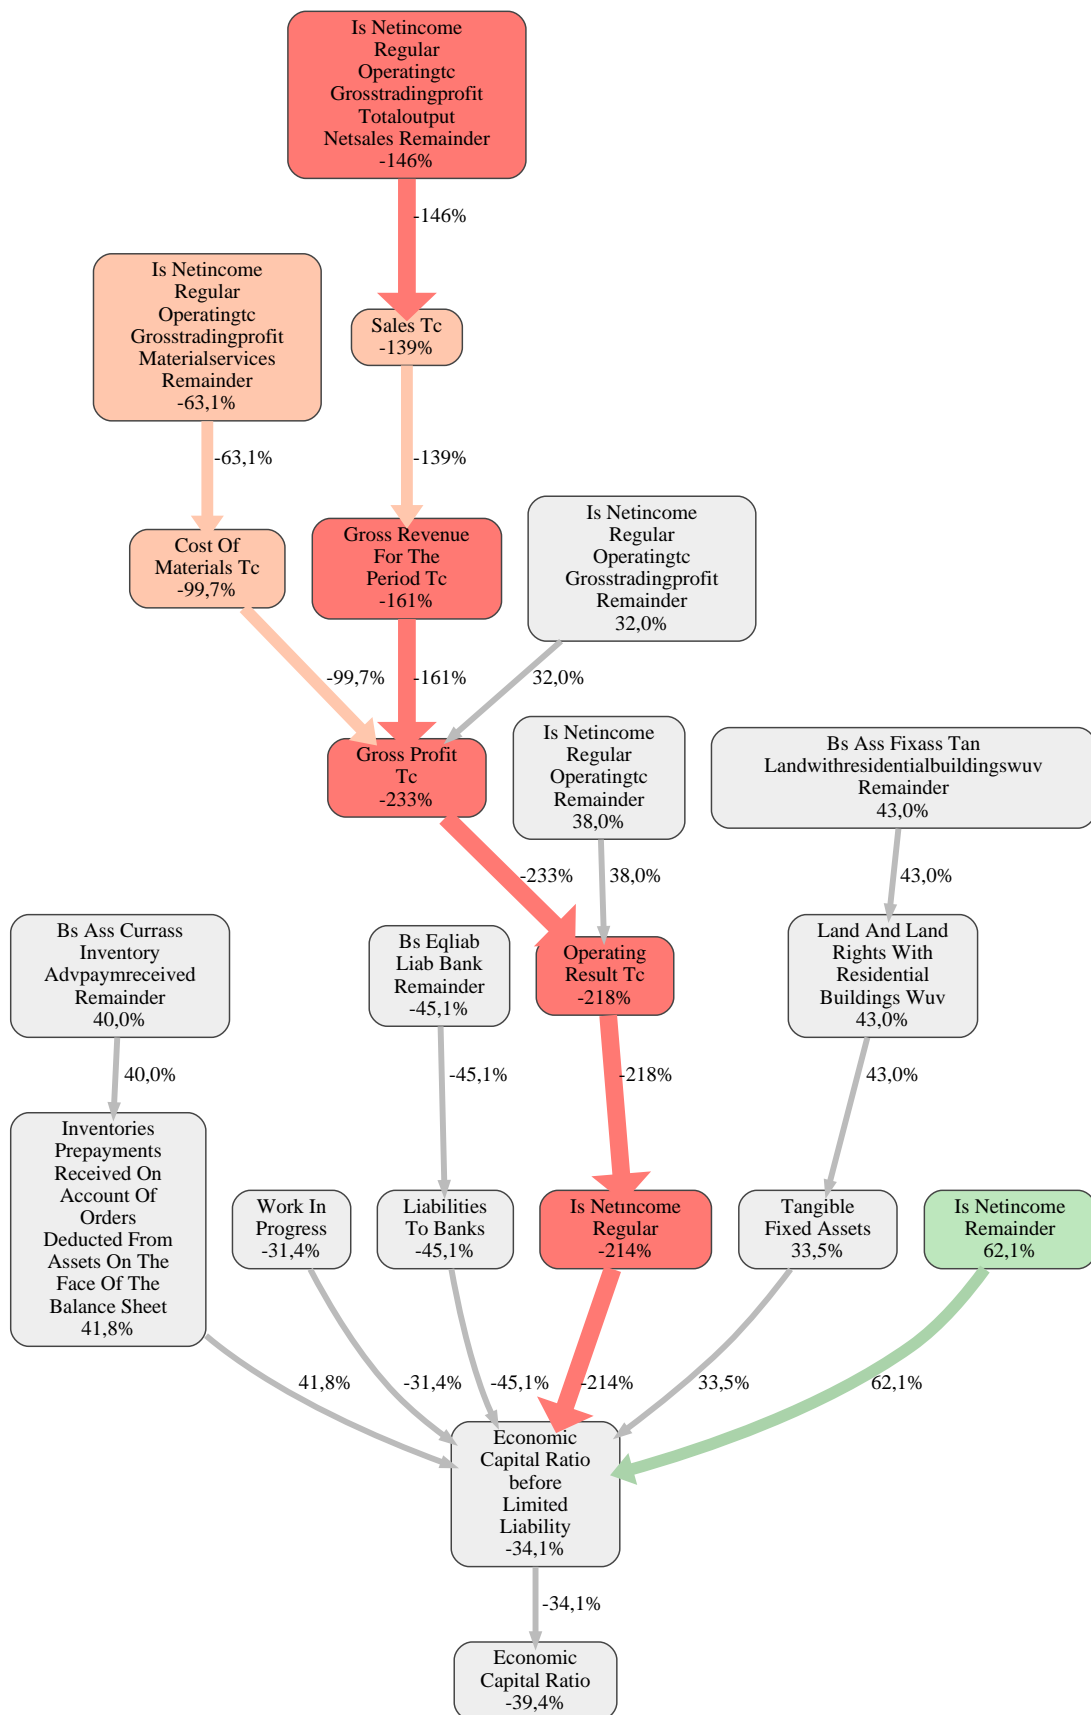 Is Netincome
Regular
Operatingtc
Grosstradingprofit
Totaloutput
Netsales Remainder
-146%
-146%
Is Netincome
Regular
Operatingtc
Grosstradingprofit
Materialservices
Remainder
-63,1%
Sales Tc
-139%
-63,1%
-139%
Cost Of
Materials Tc
-99,7%
Gross Revenue
For The
Period Tc
-161%
Is Netincome
Regular
Operatingtc
Grosstradingprofit
Remainder
32,0%
-99,7%
-161%
32,0%
Gross Profit
Tc
-233%
Is Netincome
Regular
Operatingtc
Remainder
38,0%
Bs Ass Fixass Tan
Landwithresidentialbuildingswuv
Remainder
43,0%
-233%
38,0%
43,0%
Bs Ass Currass
Inventory
Advpaymreceived
Remainder
40,0%
Bs Eqliab
Liab Bank
Remainder
-45,1%
Operating
Result Tc
-218%
Land And Land
Rights With
Residential
Buildings Wuv
43,0%
40,0%
-45,1%
-218%
43,0%
Inventories
Prepayments
Received On
Account Of
Orders
Deducted From
Assets On The
Face Of The
Balance Sheet
41,8%
Work In
Progress
-31,4%
Liabilities
To Banks
-45,1%
Is Netincome
Regular
-214%
Tangible
Fixed Assets
33,5%
Is Netincome
Remainder
62,1%
41,8%
-31,4%
-45,1%
-214%
33,5%
62,1%
Economic
Capital Ratio
before
Limited
Liability
-34,1%
-34,1%
Economic
Capital Ratio
-39,4%